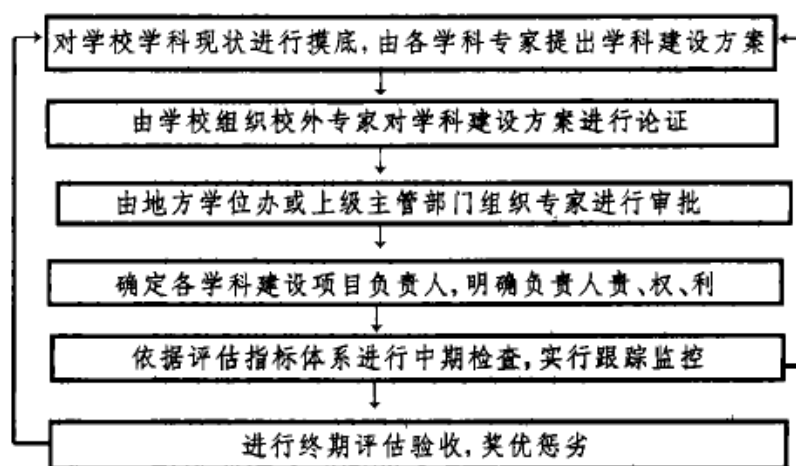 对学校学科现状进行摸底,由各学科专家提出学科建设方案
由学校组织校外专家对学科建设方案进行论证
由地方学位办或上级主管部门组织专家进行审批
确定各学科建设项目负责人,明确负责人责、权、利
依据评估指标体系进行中期检查,实行跟踪监控
进行终期评估验收,奖优惩劣